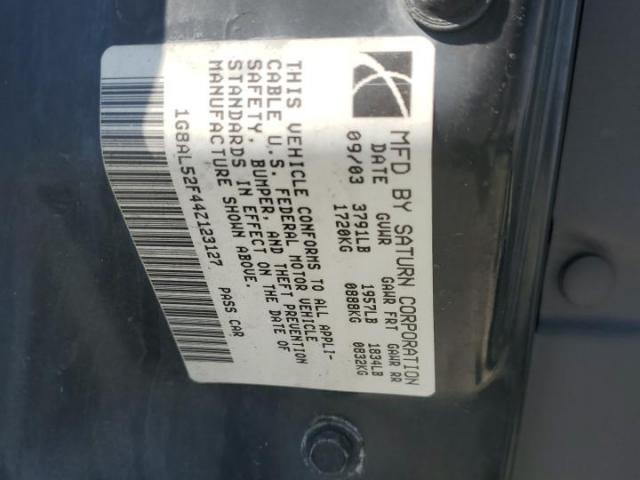 MFD BY SATURN CORPORATION
DATE GVWR GAWR FRT GAWR RR
09/03 3791LB 1957LB 1834LB
1720KG 0888KG 0832KG
THIS VEHICLE CONFORMS TO ALL APPLI-
CABLE U.S. FEDERAL MOTOR VEHICLE
SAFETY, BUMPER, AND THEFT PREVENTION
STANDARDS IN EFFECT ON THE DATE OF
MANUFACTURE SHOWN ABOVE.
1G8AL52F44Z123127 PASS CAR